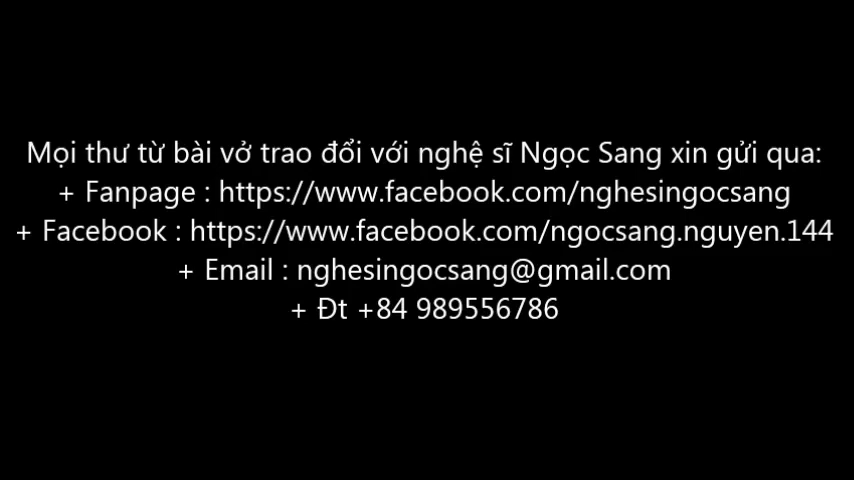 Mọi thư từ bài vở trao đổi với nghệ sĩ Ngọc Sang xin gửi qua:
+ Fanpage : https://www.facebook.com/nghesingocsang
+ Facebook : https://www.facebook.com/ngocsang.nguyen.144
+ Email : nghesingocsang@gmail.com
+ Đt +84 989556786